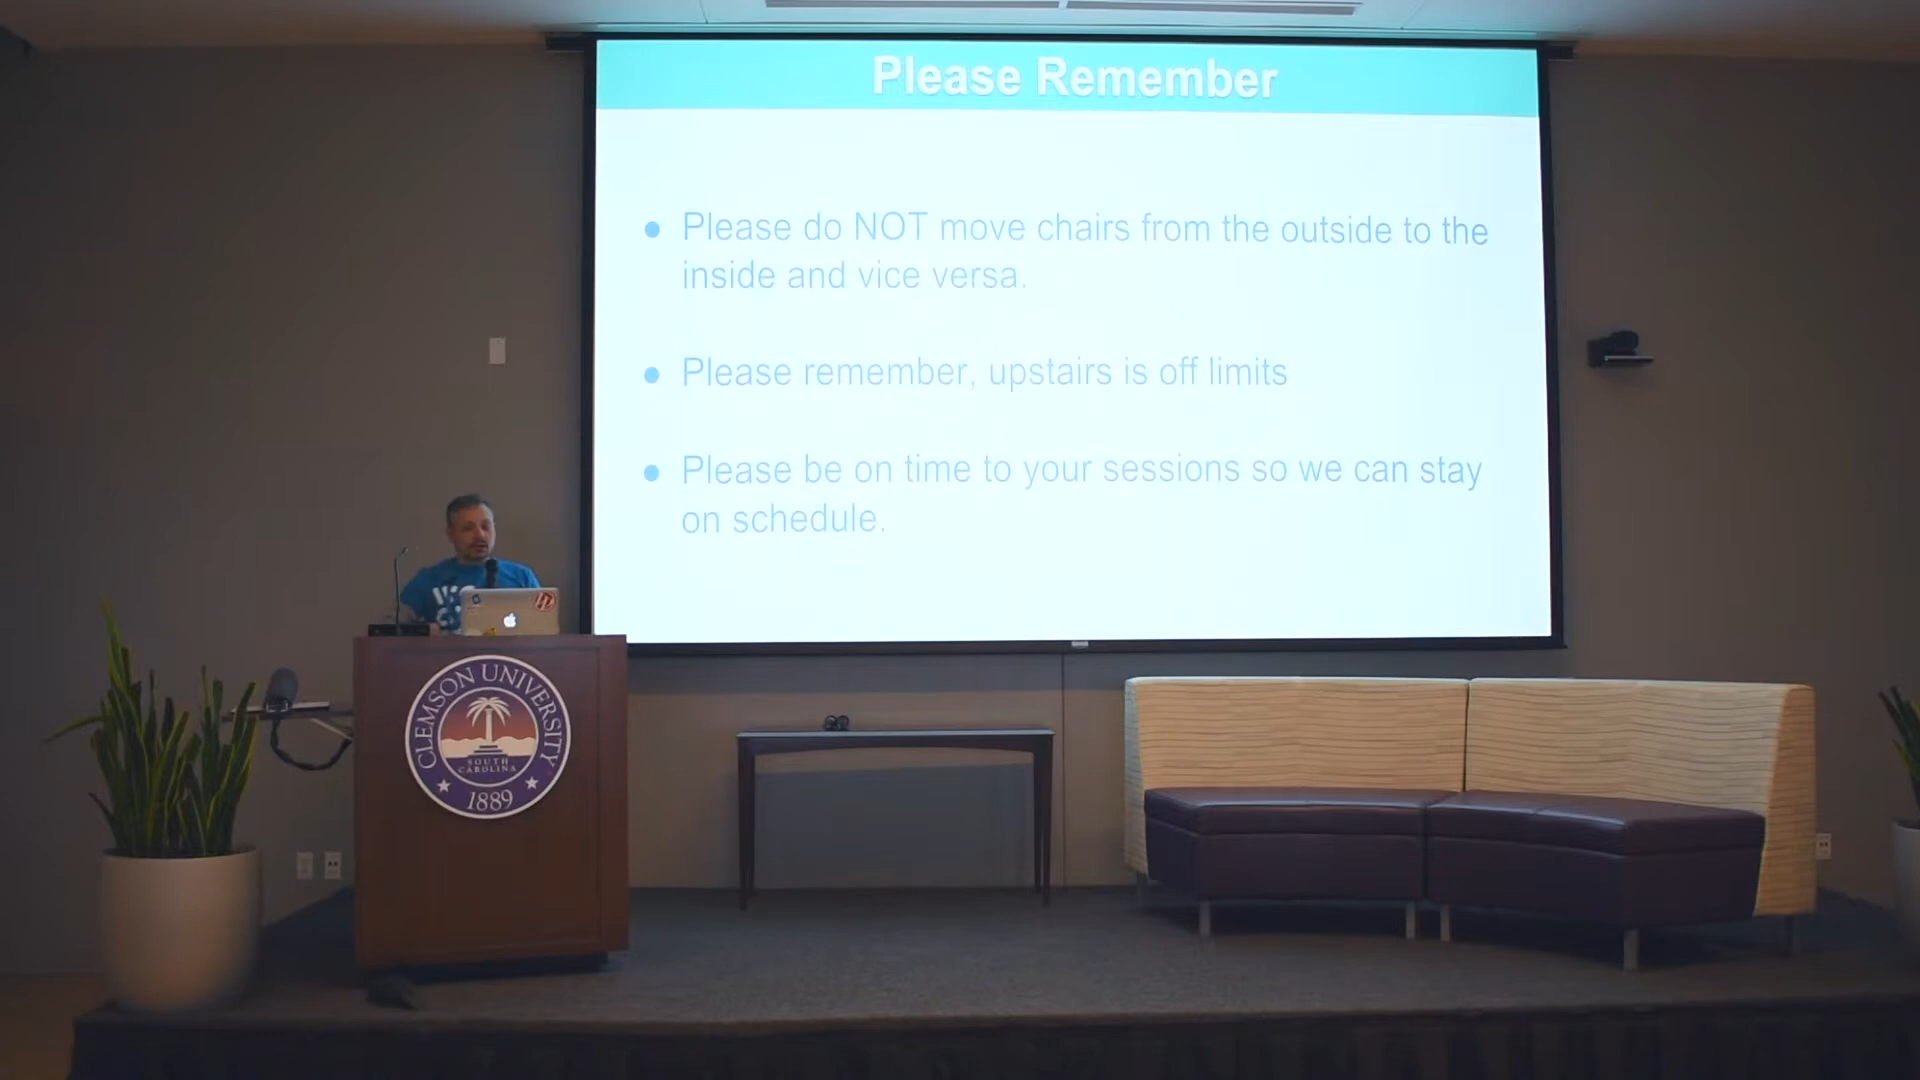 Please Remember
● Please do NOT move chairs from the outside to the
inside and vice versa.
● Please remember, upstairs is off limits
● Please be on time to your sessions so we can stay
on schedule.
CLEMSON UNIVERSITY
SOUTH
CAROLINA
1889